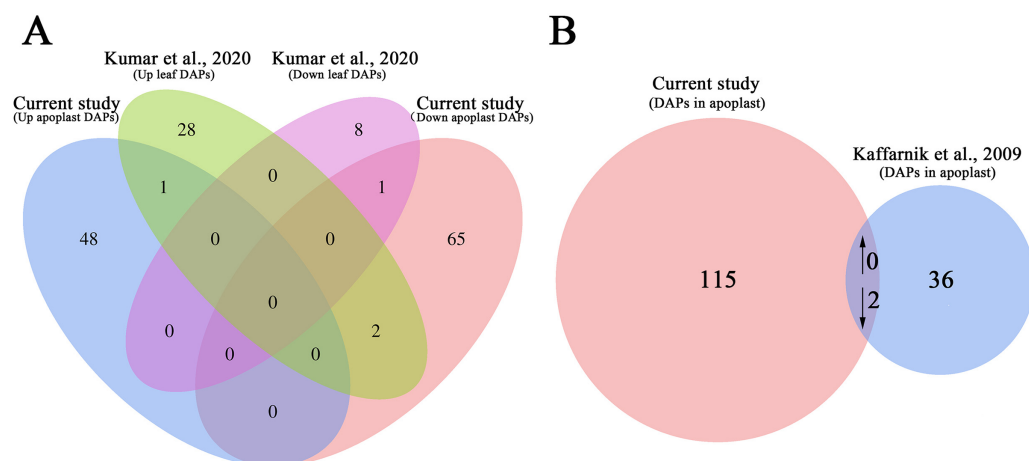 A
B
Kumar et al., 2020
(Up leaf DAPs)
Kumar et al., 2020
(Down leaf DAPs)
Current study
(Up apoplast DAPs)
Current study
(Down apoplast DAPs)
28
8
0
1
1
48
0
0
65
0
0
2
0
0
0
Current study
(DAPs in apoplast)
Kaffarnik et al., 2009
(DAPs in apoplast)
0
115
36
2